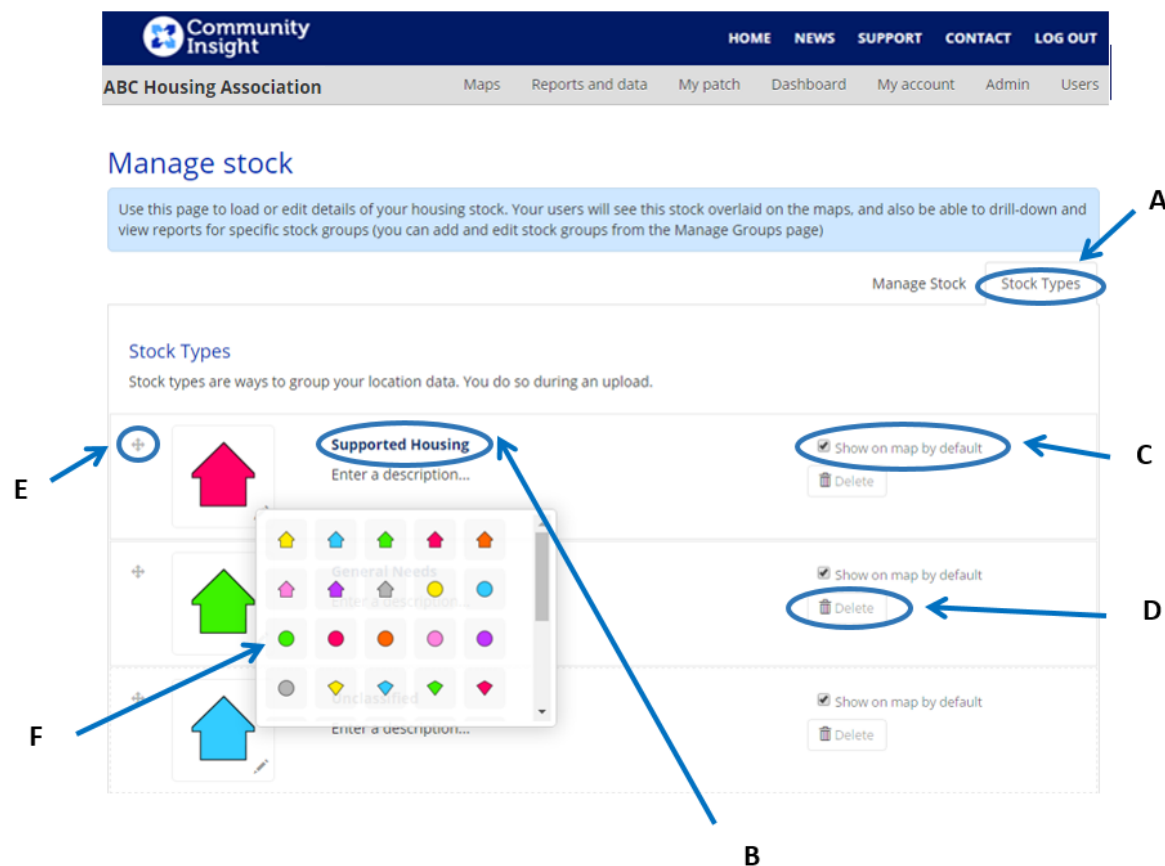 Community
Insight
HOME NEWS SUPPORT CONTACT LOG OUT
ABC Housing Association Maps Reports and data My patch Dashboard My account Admin Users
Manage stock
Use this page to load or edit details of your housing stock. Your users will see this stock overlaid on the maps, and also be able to drill-down and
view reports for specific stock groups (you can add and edit stock groups from the Manage Groups page)
A
Manage Stock Stock Types
Stock Types
Stock types are ways to group your location data. You do so during an upload.
E
Supported Housing
Enter a description...
Show on map by default
Delete
C
General Needs
Enter a description...
Show on map by default
Delete
D
F
Unclassified
Enter a description...
Show on map by default
Delete
B